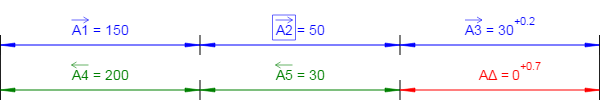 A1 = 150 A2 = 50 A3 = 30+0.2
A4 = 200 A5 = 30 AΔ = 0+0.7